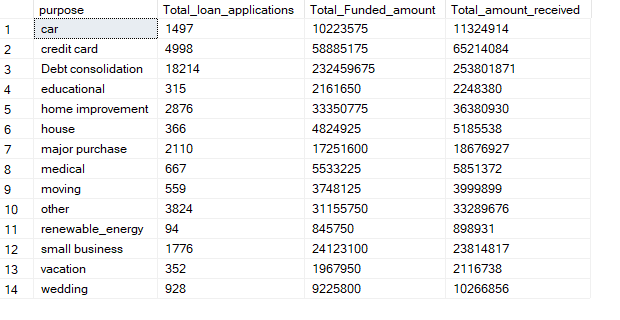 purpose Total_loan_applications Total_Funded_amount Total_amount_received
1 car 1497 10223575 11324914
2 credit card 4998 58885175 65214084
3 Debt consolidation 18214 232459675 253801871
4 educational 315 2161650 2248380
5 home improvement 2876 33350775 36380930
6 house 366 4824925 5185538
7 major purchase 2110 17251600 18676927
8 medical 667 5533225 5851372
9 moving 559 3748125 3999899
10 other 3824 31155750 33289676
11 renewable_energy 94 845750 898931
12 small business 1776 24123100 23814817
13 vacation 352 1967950 2116738
14 wedding 928 9225800 10266856